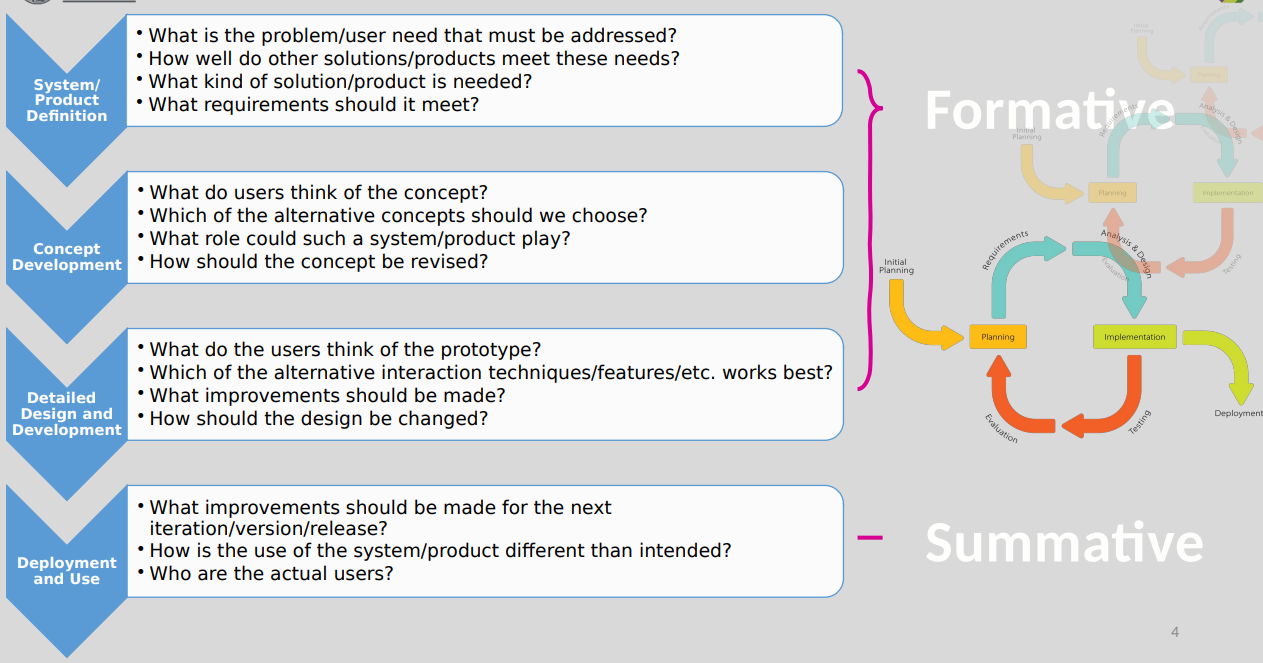 System/
Product
Definition
• What is the problem/user need that must be addressed?
• How well do other solutions/products meet these needs?
• What kind of solution/product is needed?
• What requirements should it meet?
Concept
Development
• What do users think of the concept?
• Which of the alternative concepts should we choose?
• What role could such a system/product play?
• How should the concept be revised?
Detailed
Design and
Development
• What do the users think of the prototype?
• Which of the alternative interaction techniques/features/etc. works best?
• What improvements should be made?
• How should the design be changed?
Deployment
and Use
• What improvements should be made for the next
iteration/version/release?
• How is the use of the system/product different than intended?
• Who are the actual users?
Formative
Initial
Planning
Planning
Implementation
Requirements
Analysis & Design
Evaluation
Testing
Initial
Planning
Requirements
Analysis & Design
Planning
Implementation
Evaluation
Testing
Deployment
Summative
4